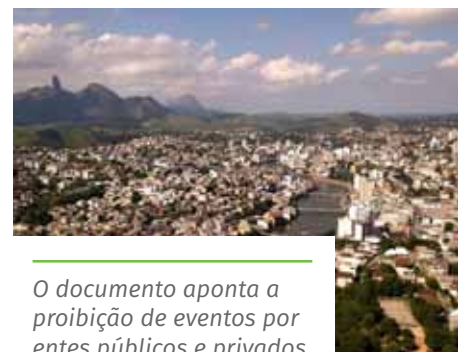 O documento aponta a
proibição de eventos por
entes públicos e privados